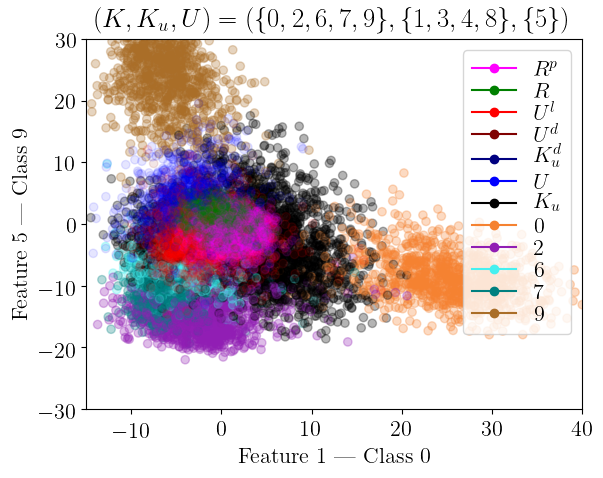 (K, K_u, U) = ({0, 2, 6, 7, 9}, {1, 3, 4, 8}, {5})
30
20
10
0
−10
−20
−30
Feature 5 — Class 9
R^p
R
U^l
U^d
K_u^d
U
K_u
0
2
6
7
9
−10
0
10
20
30
40
Feature 1 — Class 0